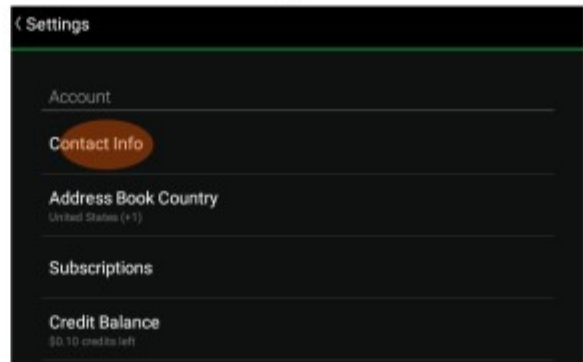 Settings
Account
Contact Info
Address Book Country
United States (+1)
Subscriptions
Credit Balance
$0.10 credits left